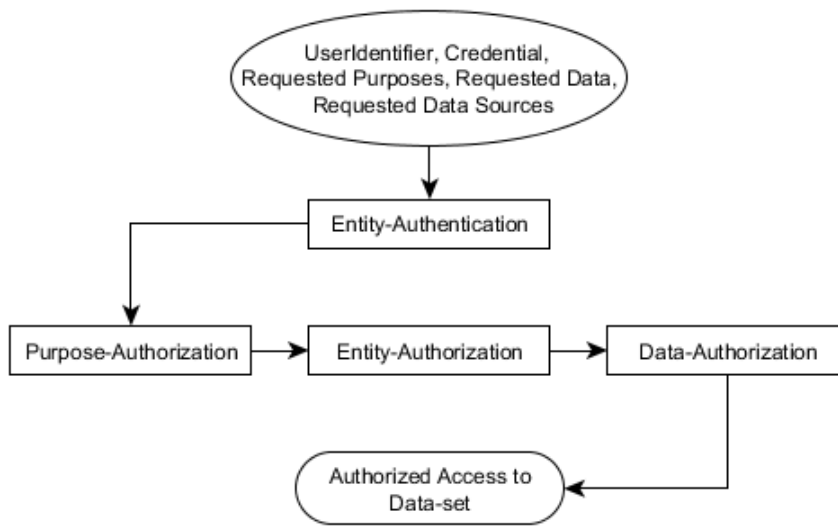 UserIdentifier, Credential,
Requested Purposes, Requested Data,
Requested Data Sources
Entity-Authentication
Purpose-Authorization
Entity-Authorization
Data-Authorization
Authorized Access to
Data-set